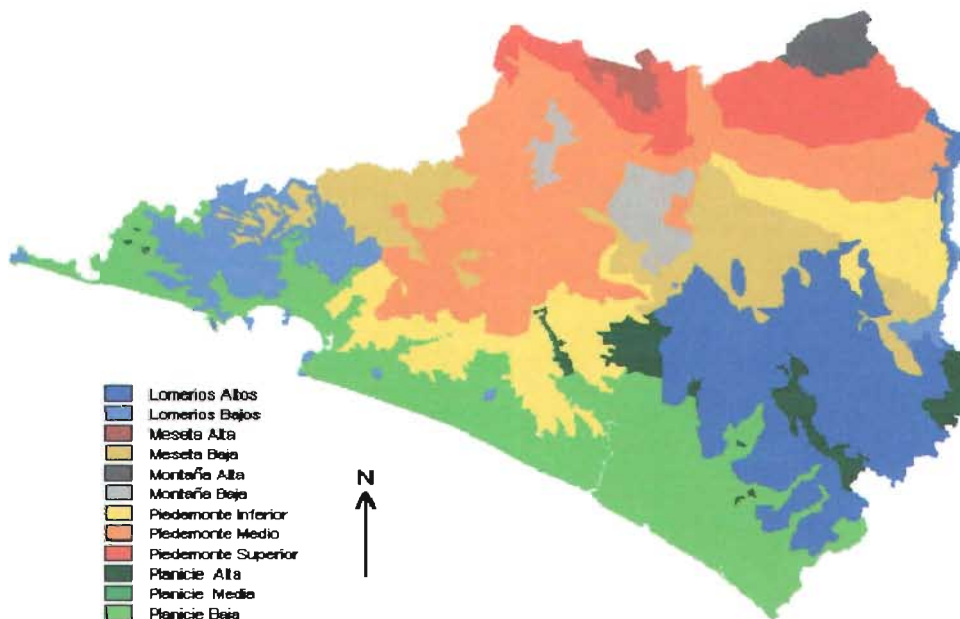 Lomerios Altos
Lomerios Bajos
Meseta Alta
Meseta Baja
Montaña Alta
Montaña Baja
Piedemonte Inferior
Piedemonte Medio
Piedemonte Superior
Planicie Alta
Planicie Media
Planicie Baja
N